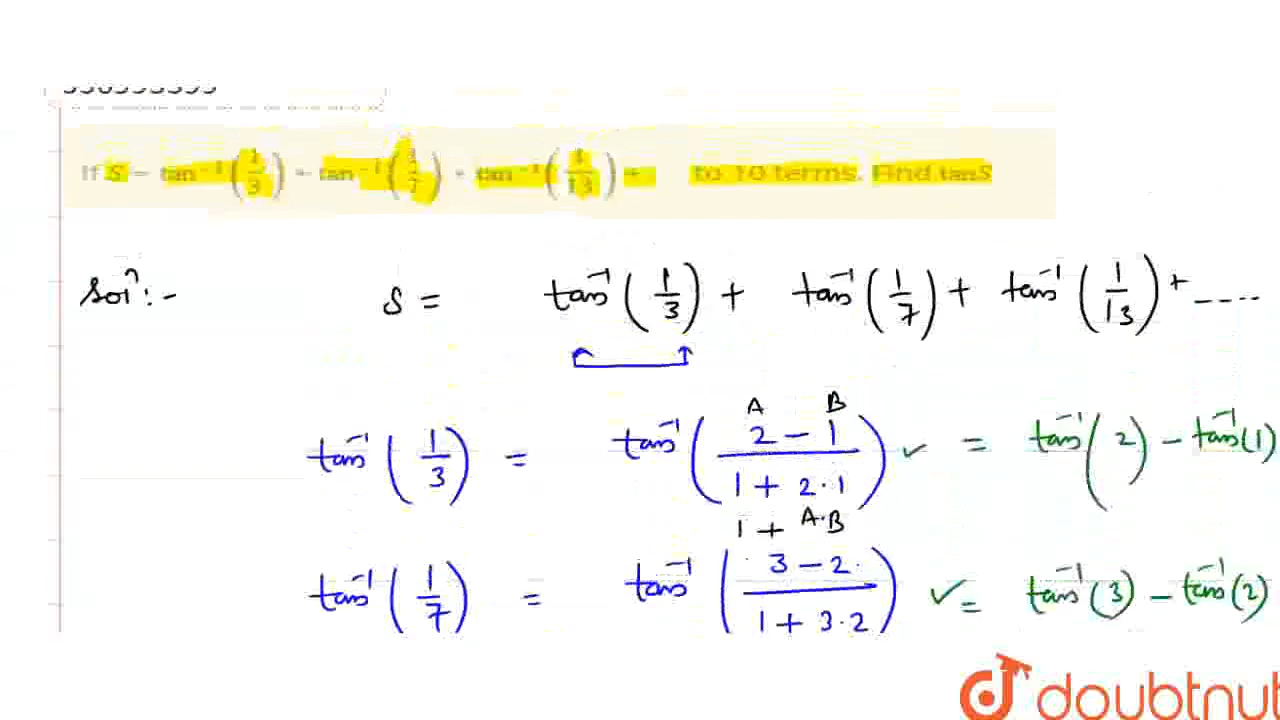 If S = tan⁻¹(1/3) + tan⁻¹(1/7) + tan⁻¹(1/13) + to 10 terms. Find tanS
Solⁿ:- S = tan⁻¹(1/3) + tan⁻¹(1/7) + tan⁻¹(1/13) + ----
A B
tan⁻¹(1/3) = tan⁻¹((2 - 1)/(1 + 2·1)) ✓ = tan⁻¹(2) - tan⁻¹(1)
1 + A·B
tan⁻¹(1/7) = tan⁻¹((3 - 2)/(1 + 3·2)) ✓ = tan⁻¹(3) - tan⁻¹(2)
doubtnut